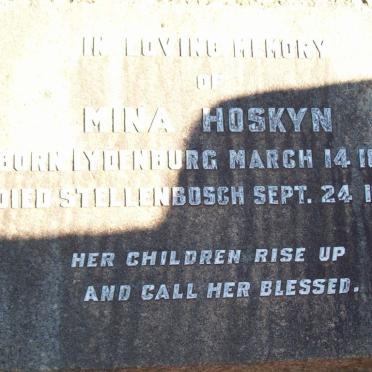 IN LOVING MEMORY
OF
MINA HOSKYN
BORN LYDENBURG MARCH 14
DIED STELLENBOSCH SEPT. 24
HER CHILDREN RISE UP
AND CALL HER BLESSED.